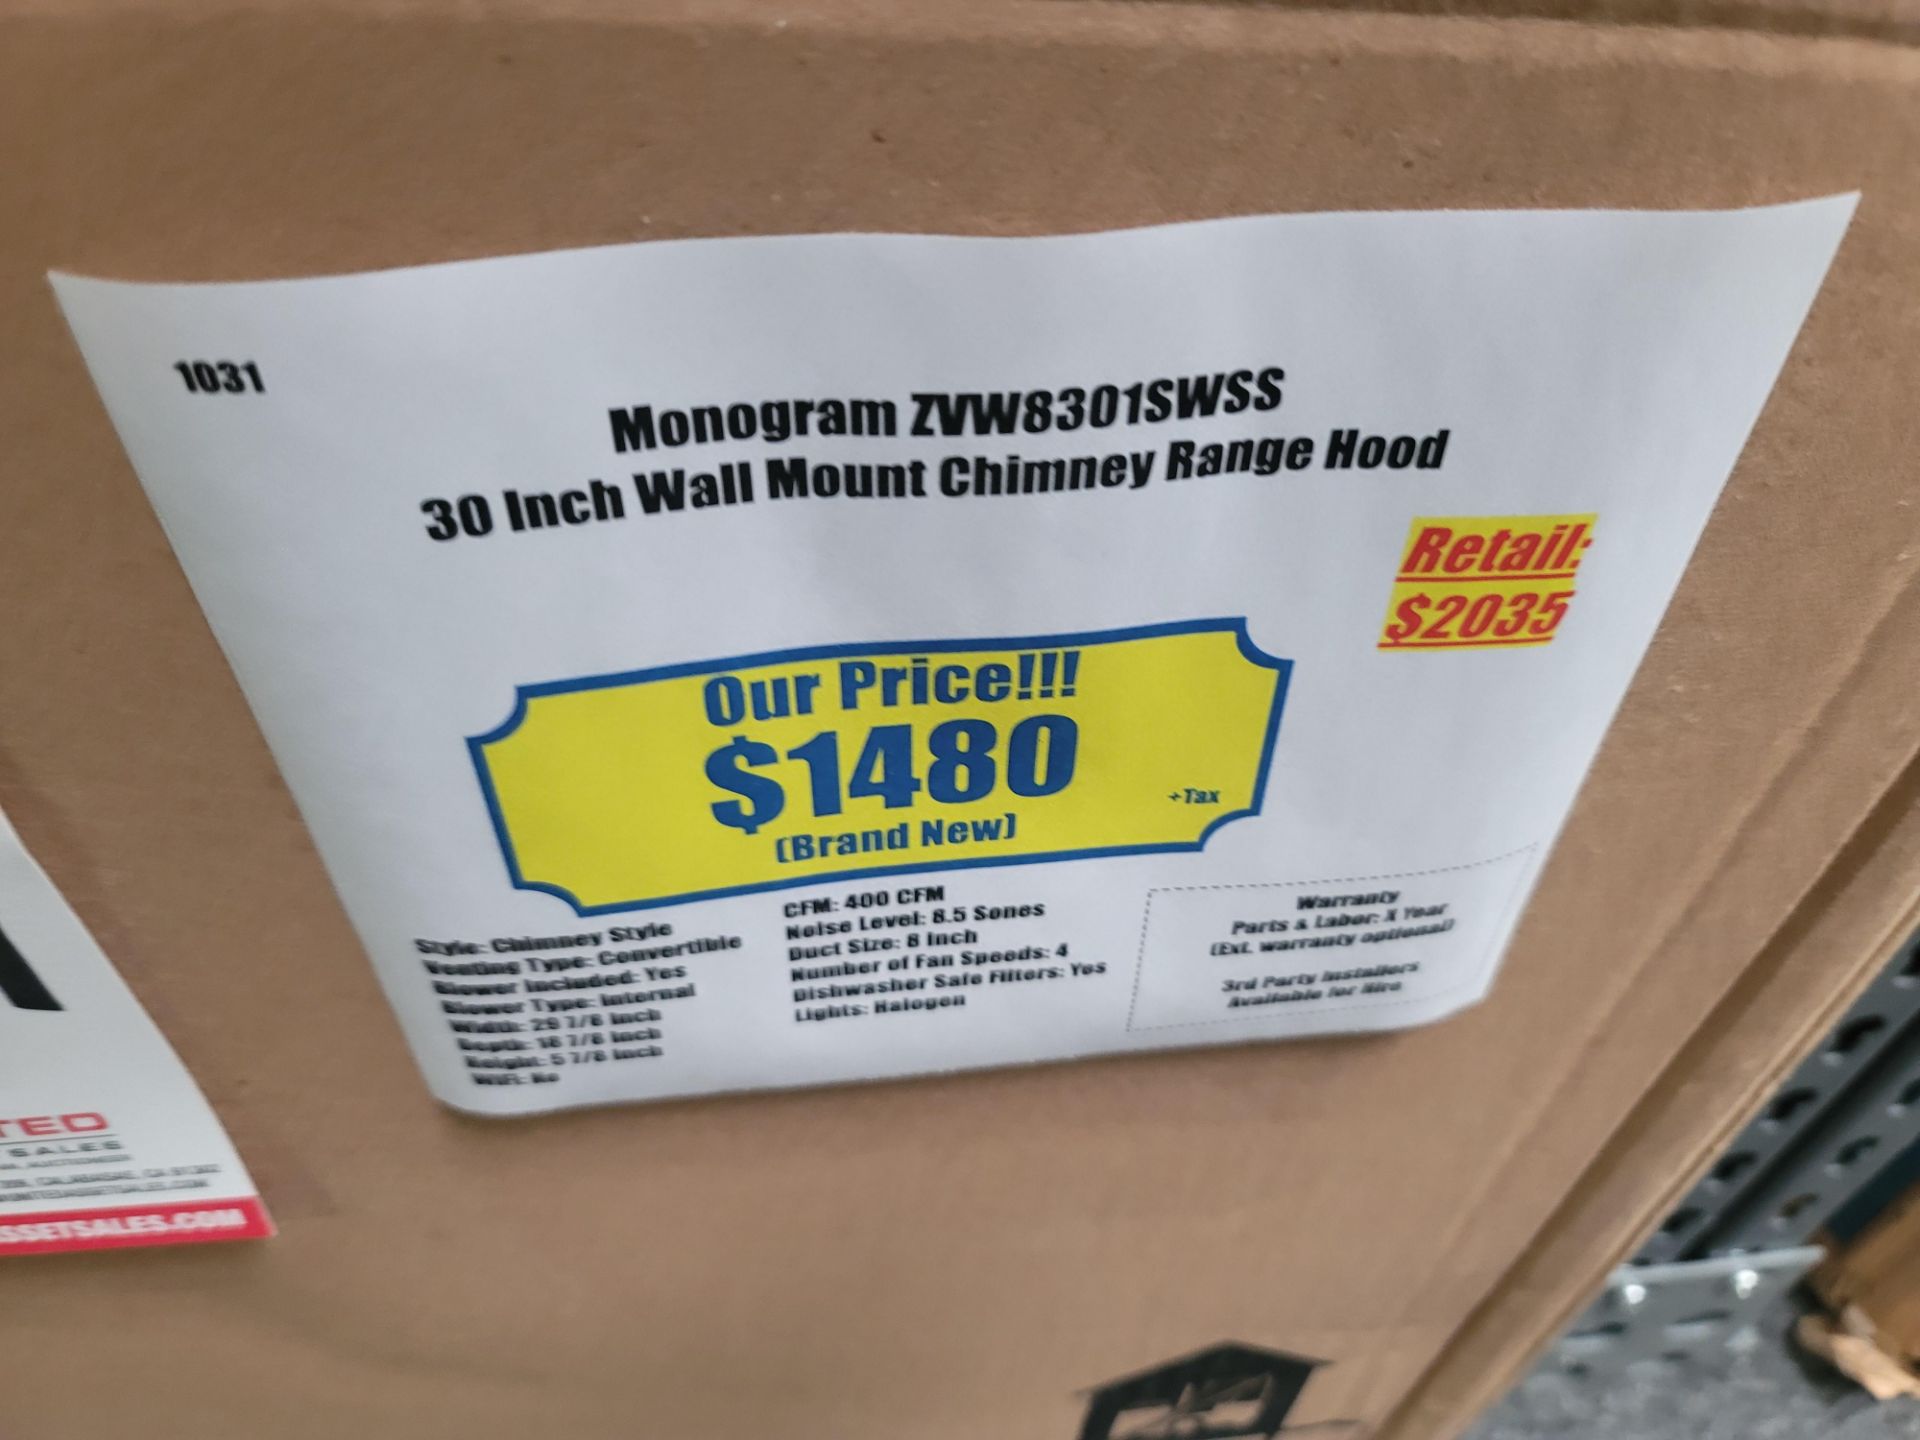 1031
Monogram ZVW8301SWSS
30 Inch Wall Mount Chimney Range Hood
Retail:
$2035
Our Price!!!
$1480
+Tax
(Brand New)
Style: Chimney Style
Venting Type: Convertible
Blower Included: Yes
Blower Type: Internal
Width: 29 7/8 Inch
Depth: 18 7/8 Inch
Height: 5 7/8 Inch
WiFi: No
CFM: 400 CFM
Noise Level: 8.5 Sones
Duct Size: 8 Inch
Number of Fan Speeds: 4
Dishwasher Safe Filters: Yes
Lights: Halogen
Warranty
Parts & Labor: X Year
(Ext. warranty optional)
3rd Party Installers
Available for Hire
TED
SALES
CALABASAS, CA
SSETSALES.COM